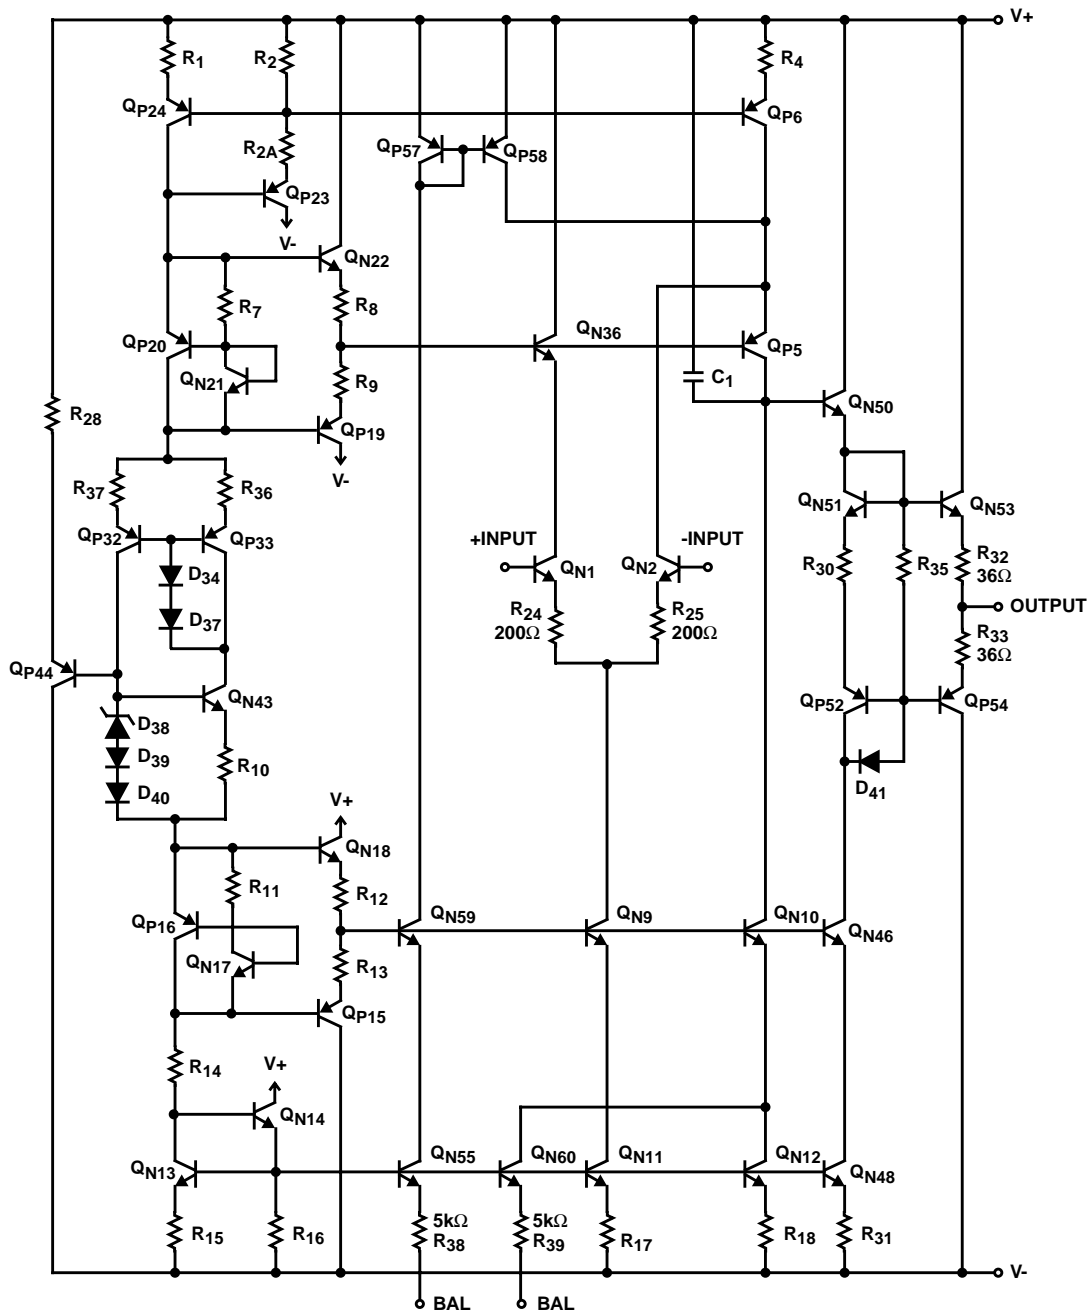 V+
R1
R2
R4
QP24
QP6
R2A
QP57
QP58
QP23
V-
QN22
R7
R8
QN36
QP20
QP5
QN21
R9
C1
QN50
R28
QP19
V-
R37
R36
QN51
QN53
QP32
QP33
+INPUT
-INPUT
D34
QN1
QN2
R30
R35
R32
36Ω
D37
R24
200Ω
R25
200Ω
OUTPUT
R33
36Ω
QP44
QN43
QP52
QP54
D38
D39
R10
D40
D41
V+
QN18
R11
R12
QP16
QN59
QN9
QN10
QN46
QN17
R13
QP15
R14
V+
QN14
QN13
QN55
QN60
QN11
QN12
QN48
R15
R16
5kΩ
R38
5kΩ
R39
R17
R18
R31
V-
BAL
BAL